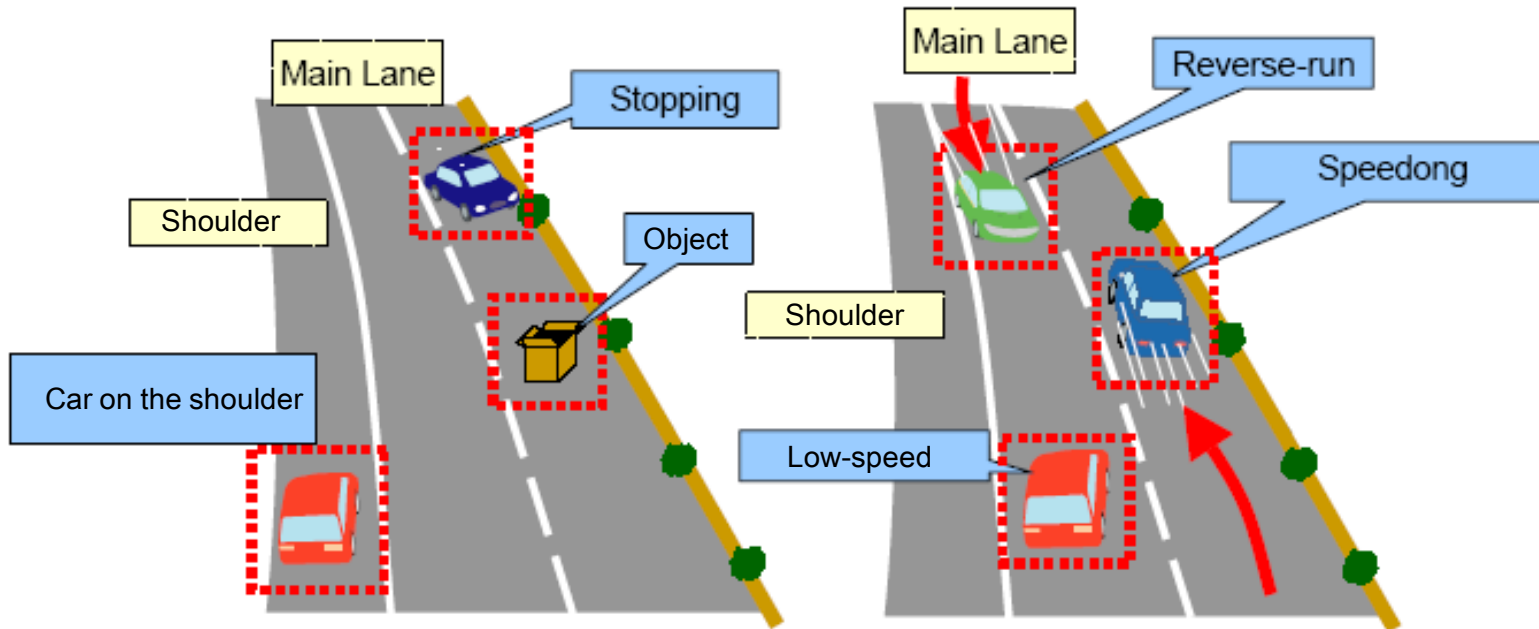 Main Lane
Stopping
Shoulder
Object
Car on the shoulder
Main Lane
Reverse-run
Speedong
Shoulder
Low-speed